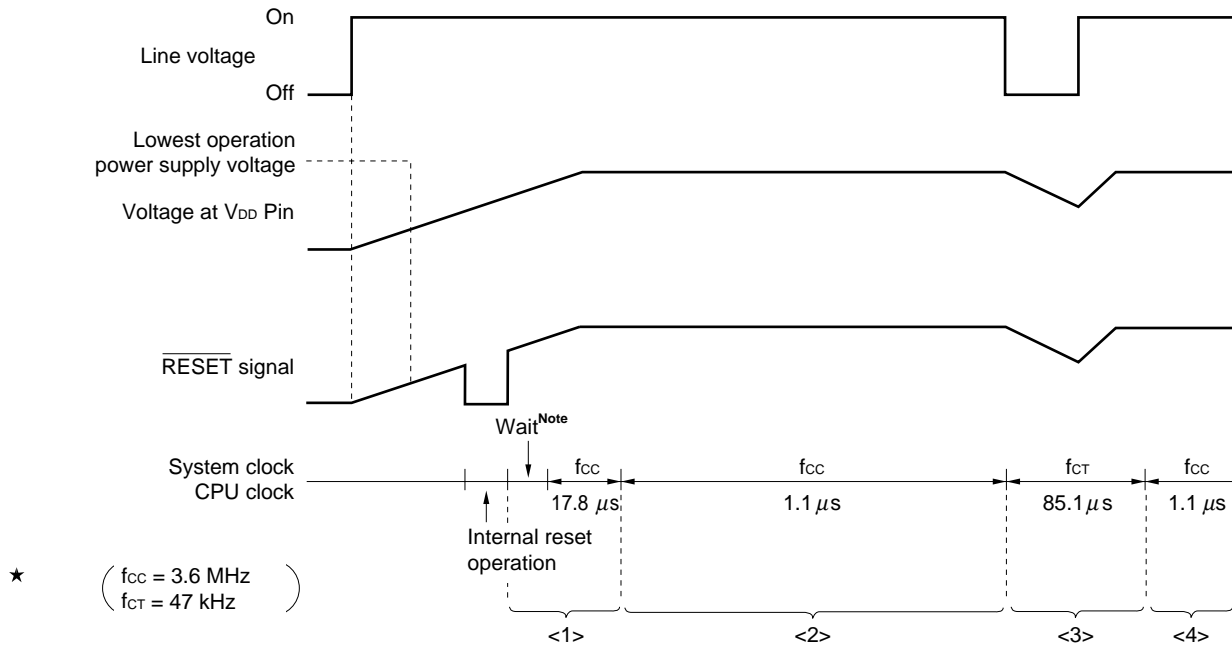 On
Line voltage
Off
Lowest operation
power supply voltage
Voltage at VDD Pin
RESET signal
Wait Note
System clock
CPU clock
fCC
fCC
fCT
fCC
17.8 μs
1.1 μs
85.1 μs
1.1 μs
Internal reset
operation
★
fCC = 3.6 MHz
fCT = 47 kHz
<1>
<2>
<3>
<4>